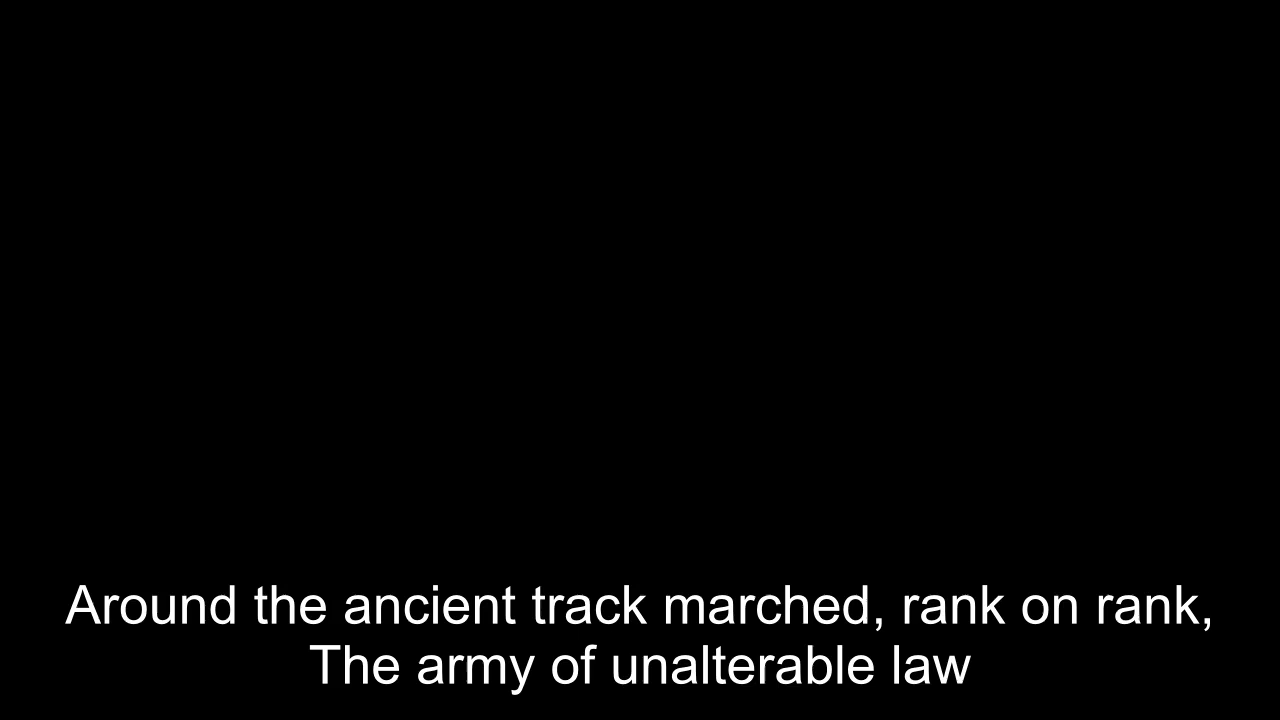 Around the ancient track marched, rank on rank,
The army of unalterable law